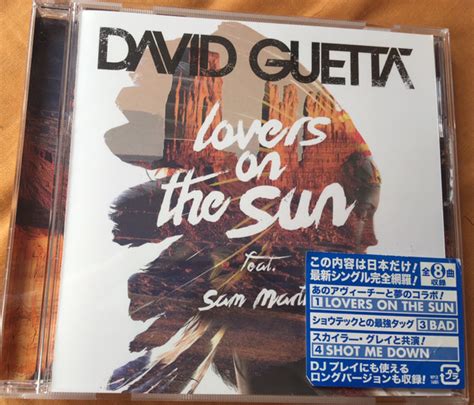 DAVID GUETTA
lovers
on
the sun
feat.
Sam Mart
この内容は日本だけ!
最新シングル完全網羅!
全8曲
収録
あのアヴィーチーと夢のコラボ!
1 LOVERS ON THE SUN
ショウテックとの最強タッグ 3 BAD
スカイラー・グレイと共演!
4 SHOT ME DOWN
DJ プレイにも使える
ロングバージョンも収録!